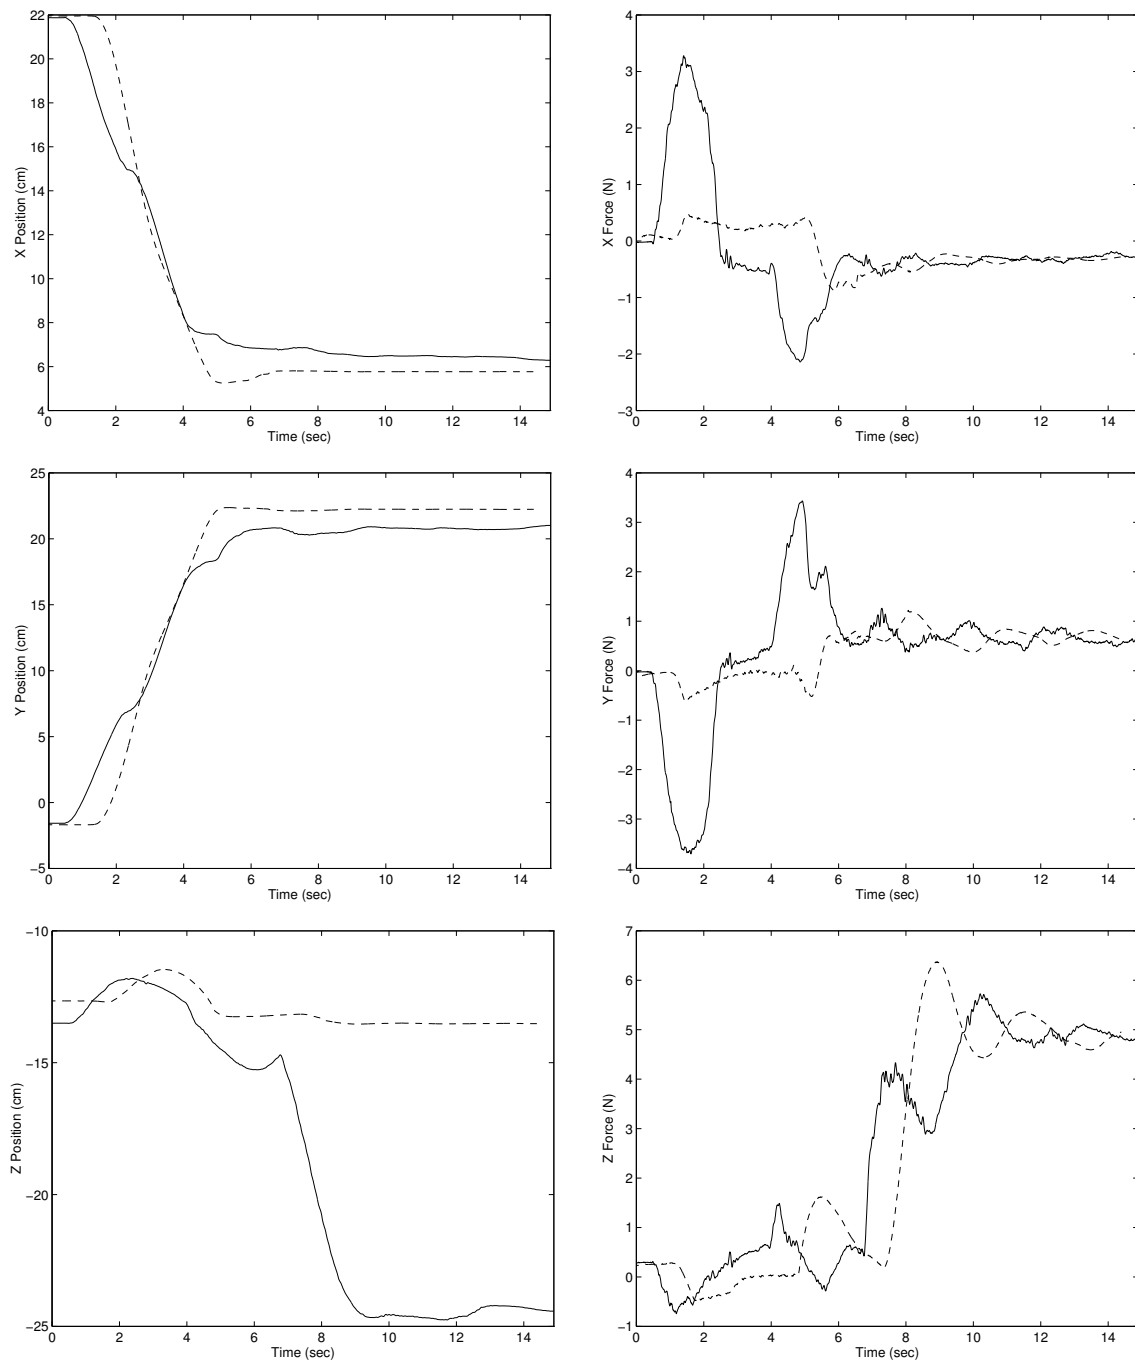 22
20
18
16
14
12
10
8
6
4
0 2 4 6 8 10 12 14
Time (sec)
X Position (cm)
4
3
2
1
0
−1
−2
−3
0 2 4 6 8 10 12 14
Time (sec)
X Force (N)
25
20
15
10
5
0
−5
0 2 4 6 8 10 12 14
Time (sec)
Y Position (cm)
4
3
2
1
0
−1
−2
−3
−4
0 2 4 6 8 10 12 14
Time (sec)
Y Force (N)
−10
−15
−20
−25
0 2 4 6 8 10 12 14
Time (sec)
Z Position (cm)
7
6
5
4
3
2
1
0
−1
0 2 4 6 8 10 12 14
Time (sec)
Z Force (N)